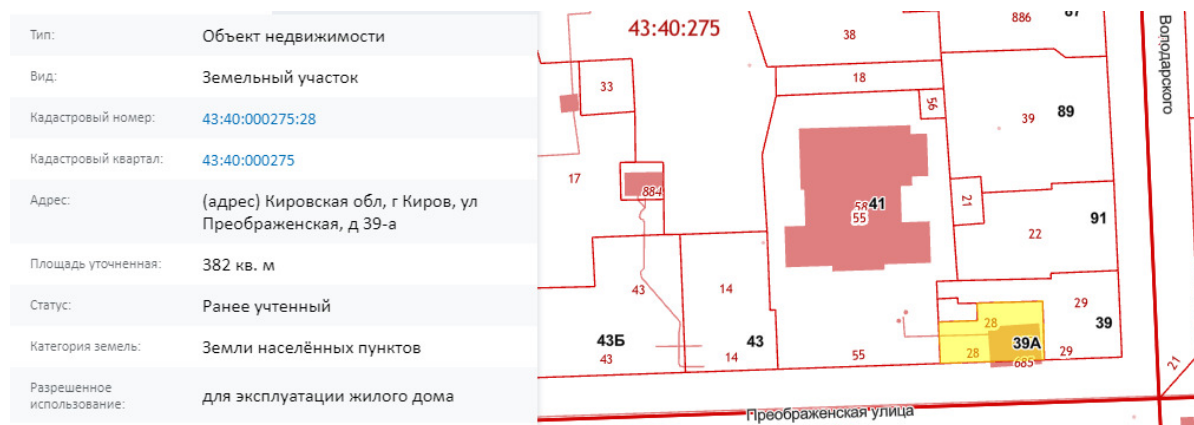 Тип:
Объект недвижимости
Вид:
Земельный участок
Кадастровый номер:
43:40:000275:28
Кадастровый квартал:
43:40:000275
Адрес:
(адрес) Кировская обл, г Киров, ул
Преображенская, д 39-а
Площадь уточненная:
382 кв. м
Статус:
Ранее учтенный
Категория земель:
Земли населённых пунктов
Разрешенное
использование:
для эксплуатации жилого дома
43:40:275
38
886
87
Володарского
33
18
56
39
89
17
884
58
41
55
21
22
91
43
14
29
28
39
43Б
43
39А
43
14
55
28
685
29
21
Преображенская улица